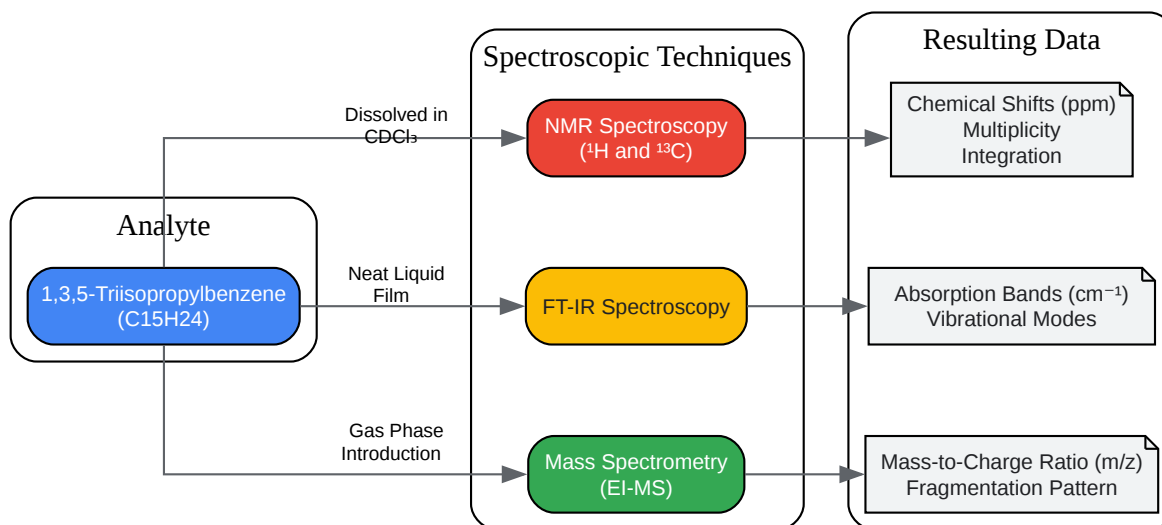 Spectroscopic Techniques
Resulting Data
Dissolved in
CDCl₃
NMR Spectroscopy
(¹H and ¹³C)
Chemical Shifts (ppm)
Multiplicity
Integration
Analyte
1,3,5-Triisopropylbenzene
(C15H24)
Neat Liquid
Film
FT-IR Spectroscopy
Absorption Bands (cm⁻¹)
Vibrational Modes
Gas Phase
Introduction
Mass Spectrometry
(EI-MS)
Mass-to-Charge Ratio (m/z)
Fragmentation Pattern